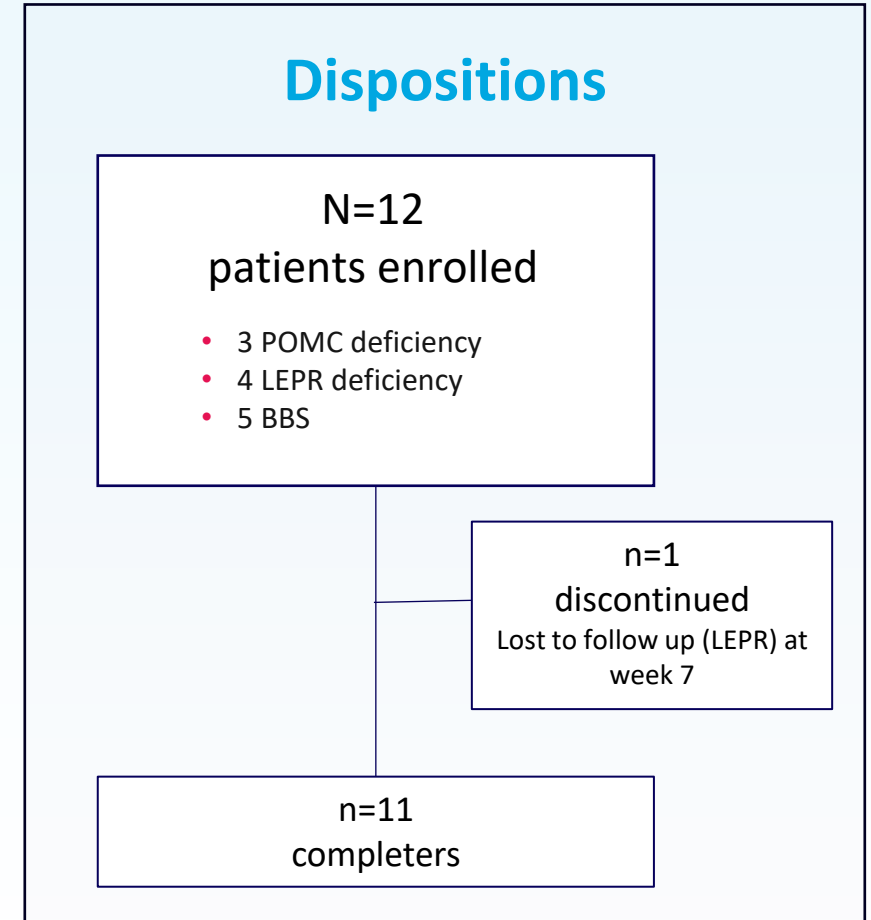 Dispositions
N=12
patients enrolled
• 3 POMC deficiency
• 4 LEPR deficiency
• 5 BBS
n=1
discontinued
Lost to follow up (LEPR) at
week 7
n=11
completers